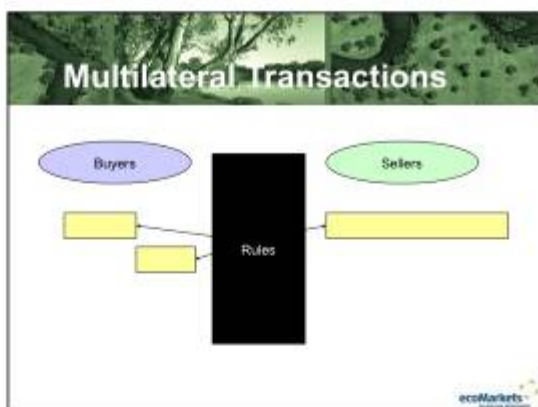 Multilateral Transactions
Buyers
Sellers
Rules
ecoMarkets